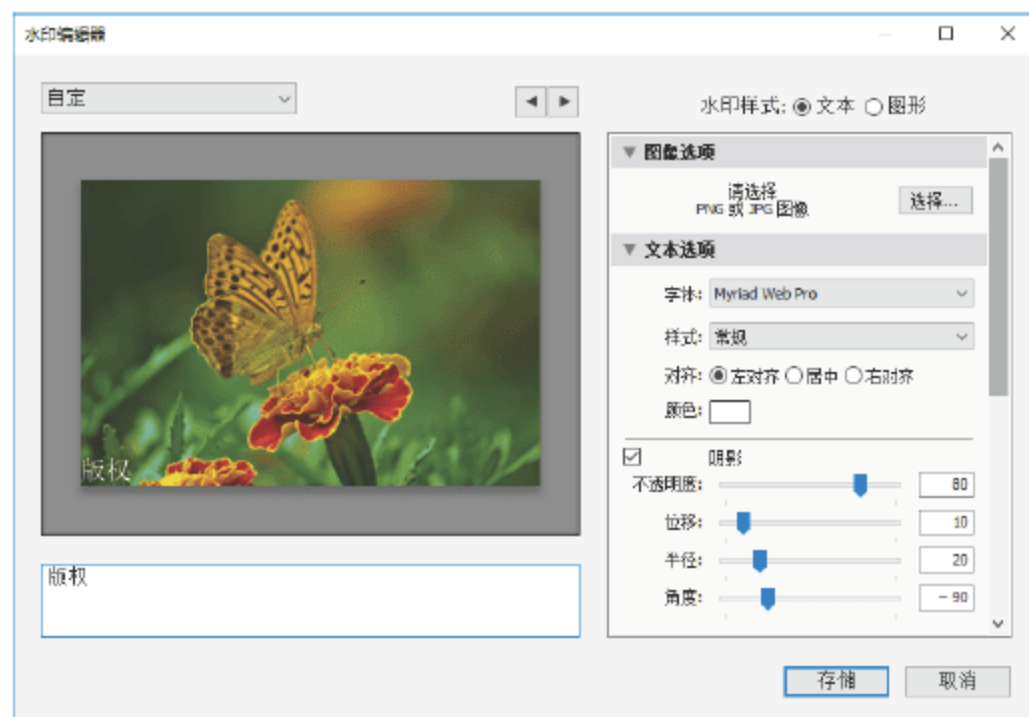 水印编辑器
自定
水印样式: 文本 图形
图像选项
请选择
PNG 或 JPG 图像
选择...
文本选项
字体: Myriad Web Pro
样式: 常规
对齐: 左对齐 居中 右对齐
颜色:
阴影
不透明度: 80
位移: 10
半径: 20
角度: - 90
版权
版权
存储 取消